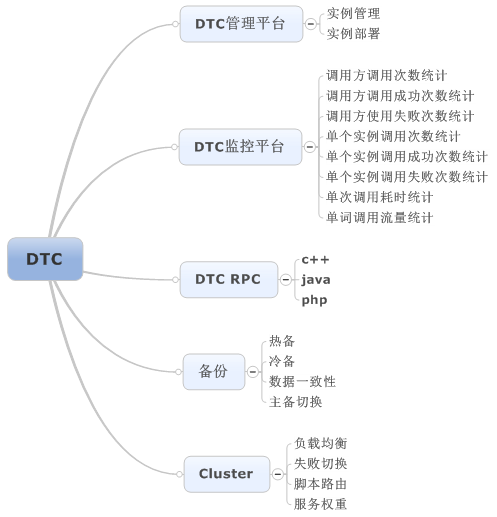 DTC
DTC管理平台
实例管理
实例部署
DTC监控平台
调用方调用次数统计
调用方调用成功次数统计
调用方使用失败次数统计
单个实例调用次数统计
单个实例调用成功次数统计
单个实例调用失败次数统计
单次调用耗时统计
单词调用流量统计
DTC RPC
c++
java
php
备份
热备
冷备
数据一致性
主备切换
Cluster
负载均衡
失败切换
脚本路由
服务权重